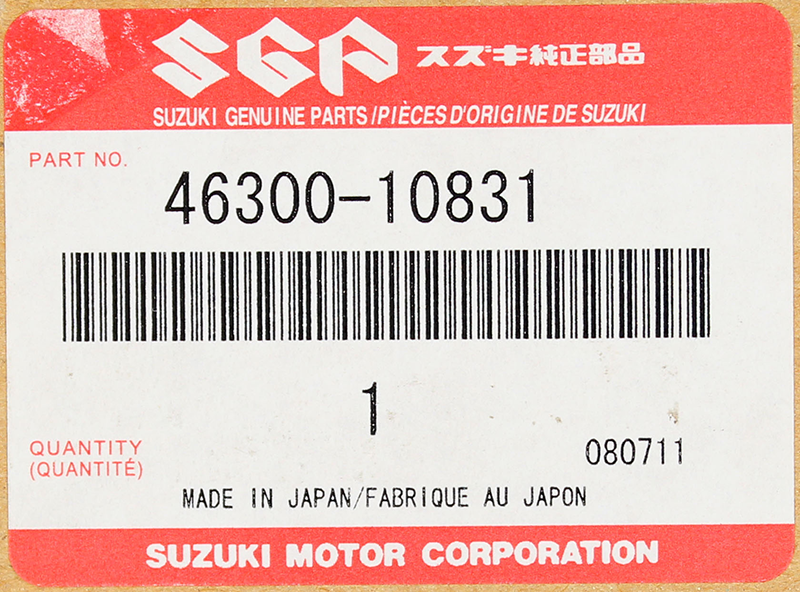 SGP スズキ純正部品
SUZUKI GENUINE PARTS/PIÈCES D'ORIGINE DE SUZUKI
PART NO.
46300-10831
1
QUANTITY
(QUANTITÉ)
080711
MADE IN JAPAN/FABRIQUE AU JAPON
SUZUKI MOTOR CORPORATION